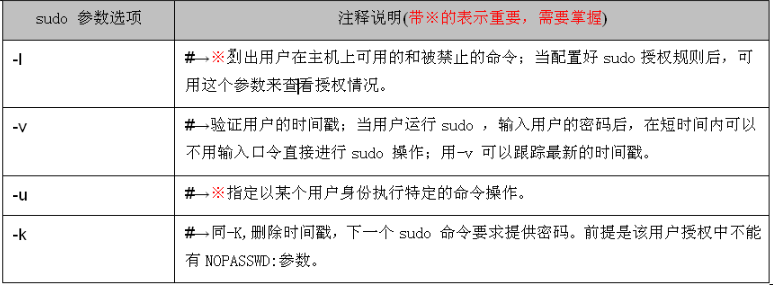 sudo 参数选项
注释说明(带※的表示重要，需要掌握)
-l
#→※列出用户在主机上可用的和被禁止的命令；当配置好 sudo 授权规则后，可
用这个参数来查看授权情况。
-v
#→验证用户的时间戳；当用户运行 sudo ，输入用户的密码后，在短时间内可以
不用输入口令直接进行 sudo 操作；用-v 可以跟踪最新的时间戳。
-u
#→※指定以某个用户身份执行特定的命令操作。
-k
#→同-K,删除时间戳，下一个 sudo 命令要求提供密码。前提是该用户授权中不能
有 NOPASSWD:参数。